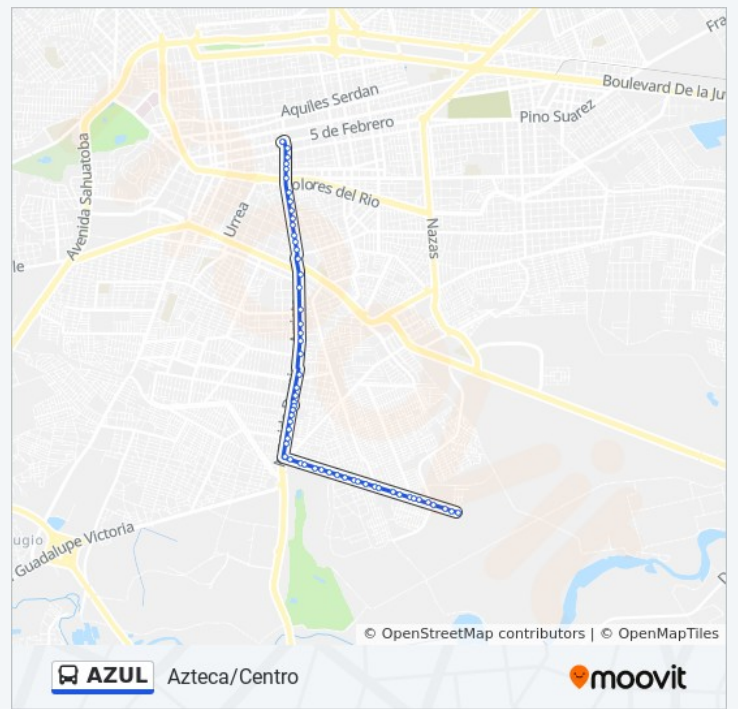 Fra
Boulevard De la Ju
Aquiles Serdan
Pino Suarez
5 de Febrero
Avenida Sahuatoba
olores del Rio
Urrea
Nazas
le
ugio
Guadalupe Victoria
© OpenStreetMap contributors | © OpenMapTiles
AZUL Azteca/Centro moovit